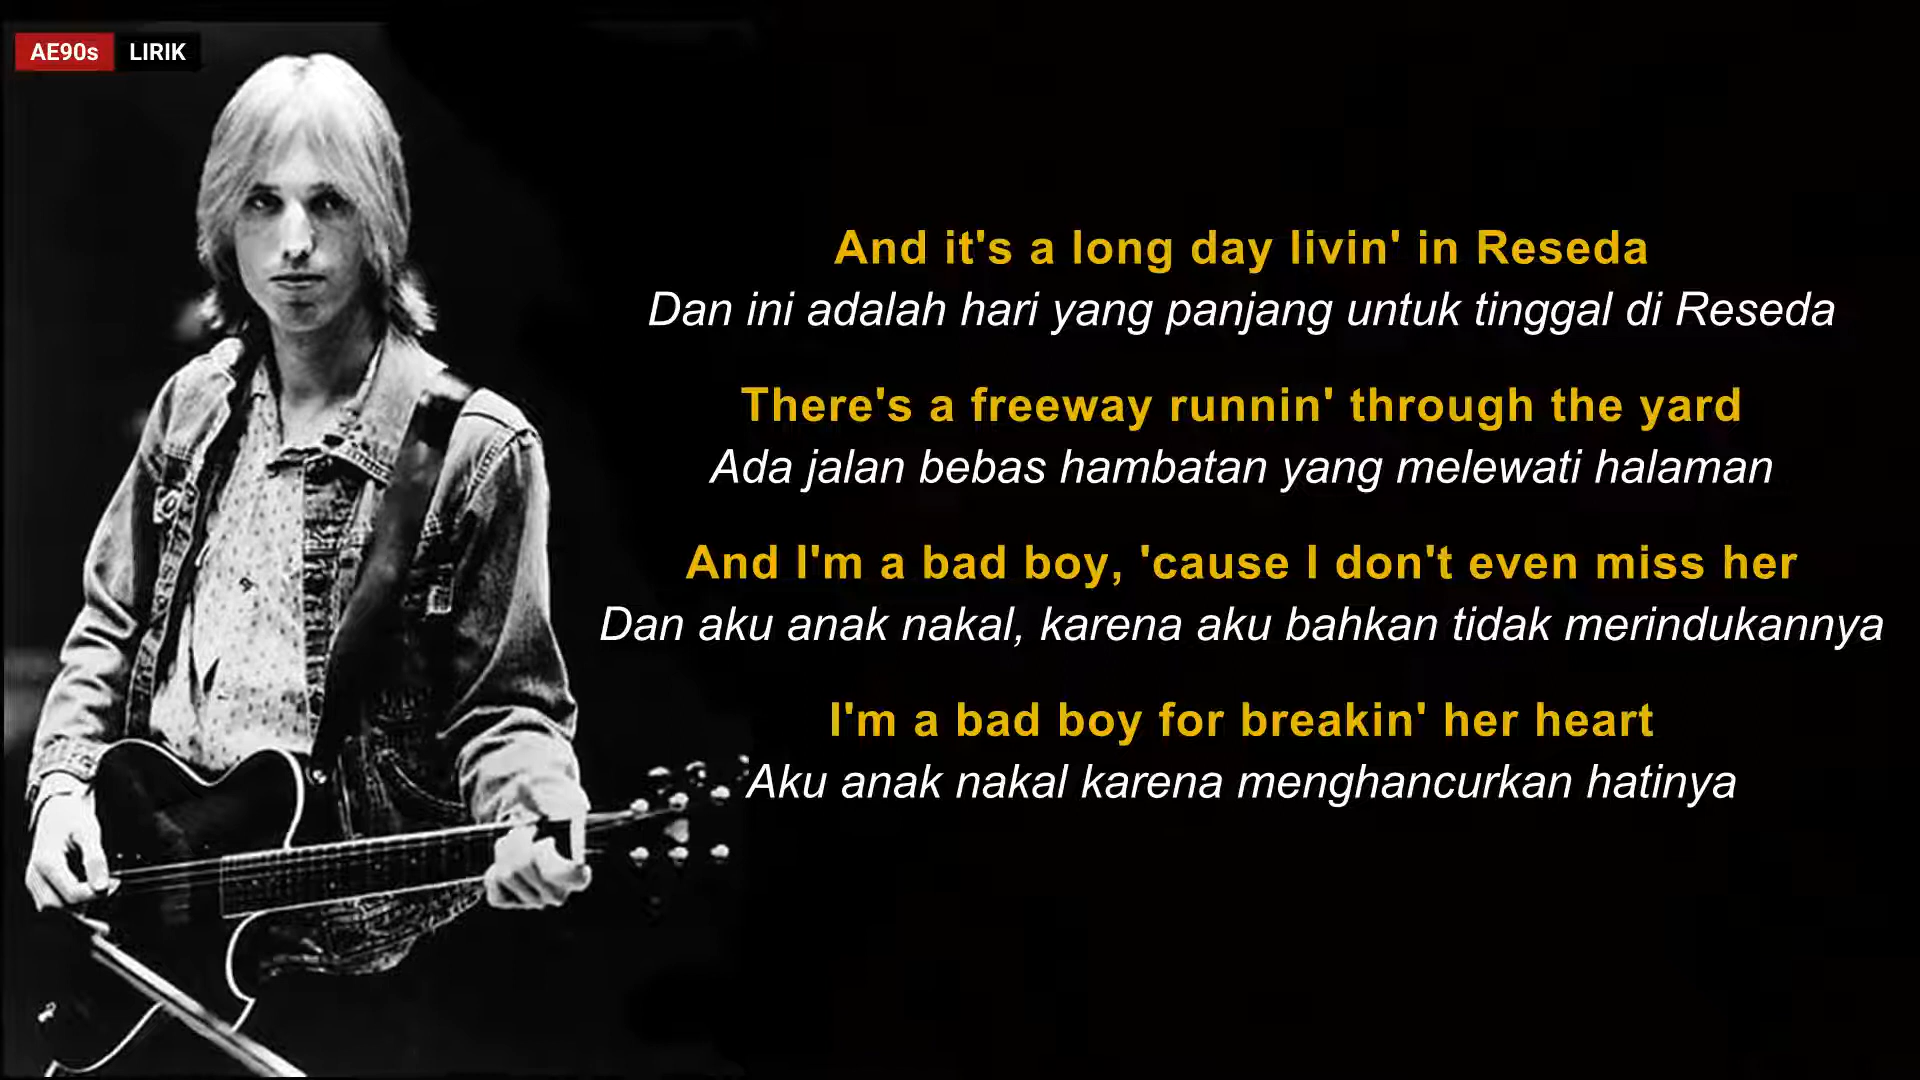 AE90s LIRIK
And it's a long day livin' in Reseda
Dan ini adalah hari yang panjang untuk tinggal di Reseda
There's a freeway runnin' through the yard
Ada jalan bebas hambatan yang melewati halaman
And I'm a bad boy, 'cause I don't even miss her
Dan aku anak nakal, karena aku bahkan tidak merindukannya
I'm a bad boy for breakin' her heart
Aku anak nakal karena menghancurkan hatinya